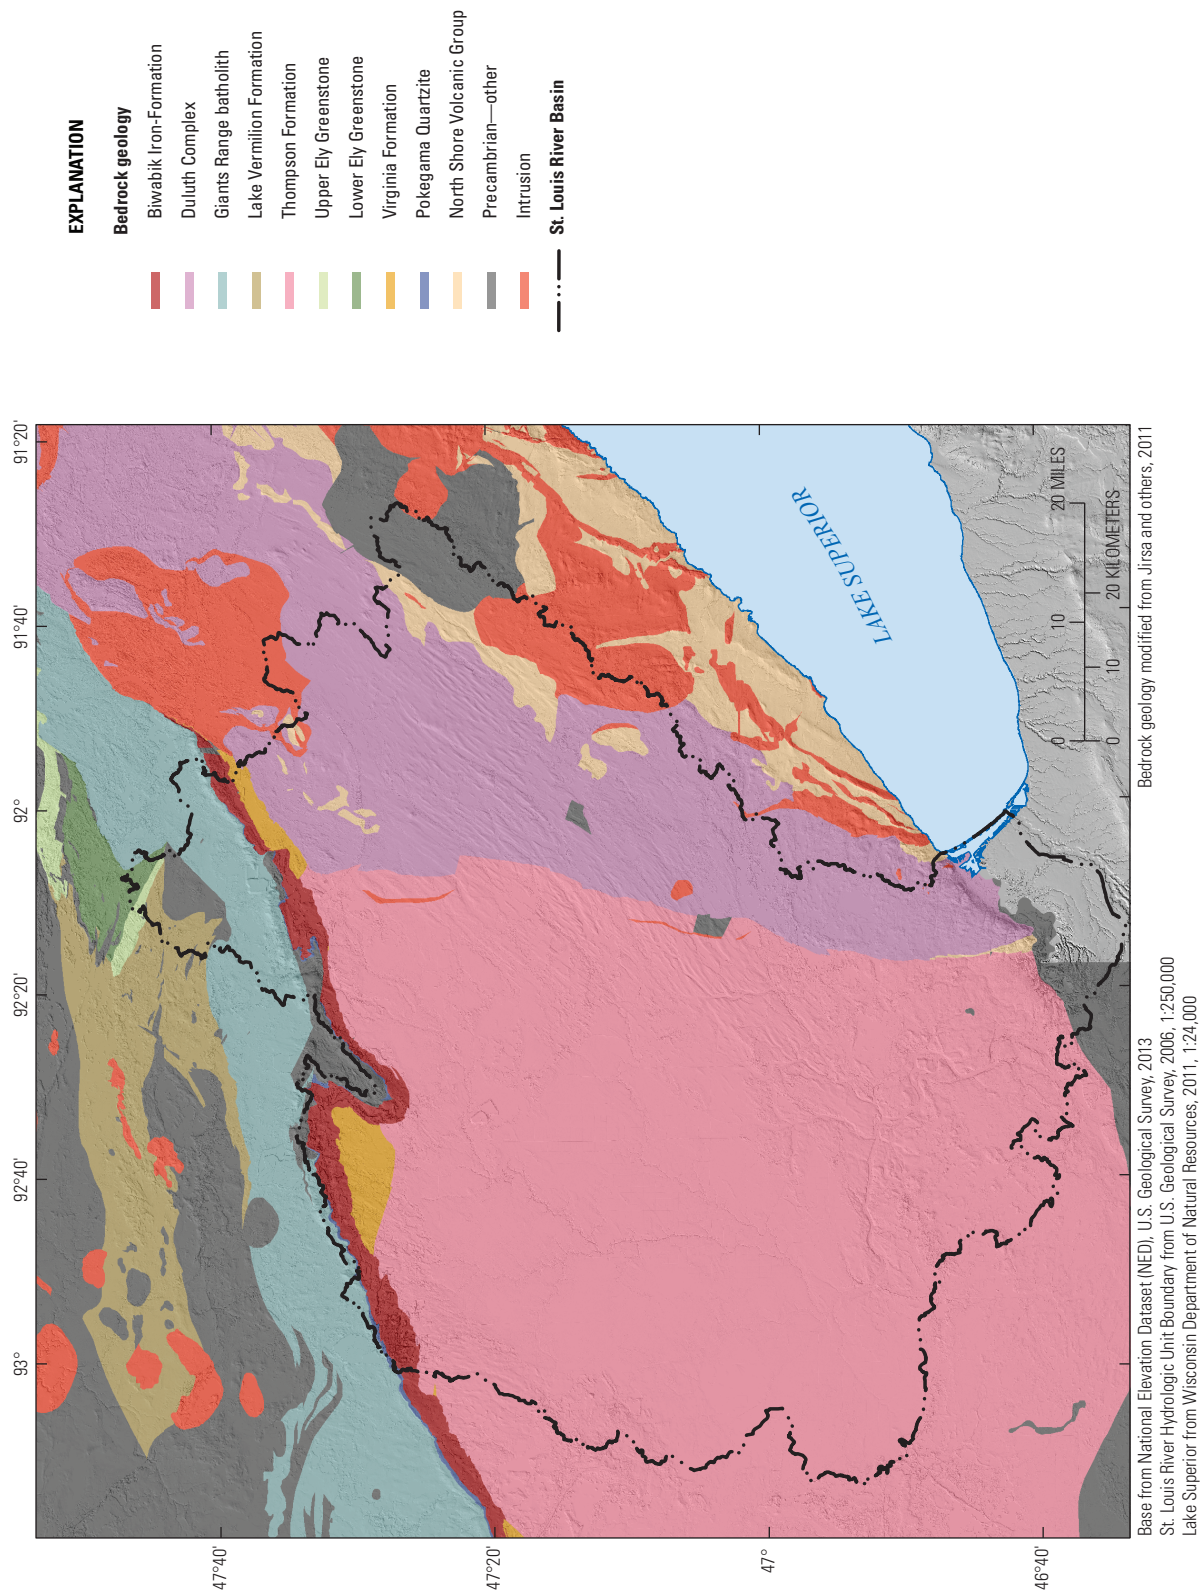 93°
92°40'
92°20'
92°
91°40'
91°20'
47°40'
47°20'
47°
46°40'
LAKE SUPERIOR
0 10 20 MILES
0 10 20 KILOMETERS
Base from National Elevation Dataset (NED), U.S. Geological Survey, 2013
St. Louis River Hydrologic Unit Boundary from U.S. Geological Survey, 2006, 1:250,000
Lake Superior from Wisconsin Department of Natural Resources, 2011, 1:24,000
Bedrock geology modified from Jirsa and others, 2011
EXPLANATION
Bedrock geology
Biwabik Iron-Formation
Duluth Complex
Giants Range batholith
Lake Vermilion Formation
Thompson Formation
Upper Ely Greenstone
Lower Ely Greenstone
Virginia Formation
Pokegama Quartzite
North Shore Volcanic Group
Precambrian—other
Intrusion
St. Louis River Basin